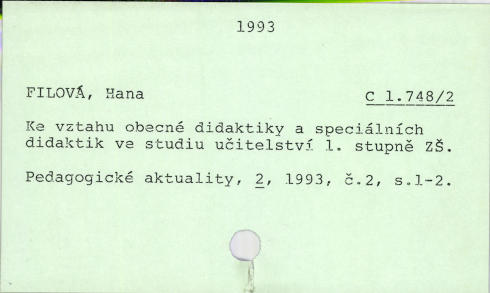 1993
FILOVÁ, Hana C 1.748/2
Ke vztahu obecné didaktiky a speciálních
didaktik ve studiu učitelství 1. stupně ZŠ.
Pedagogické aktuality, 2, 1993, č.2, s.1-2.